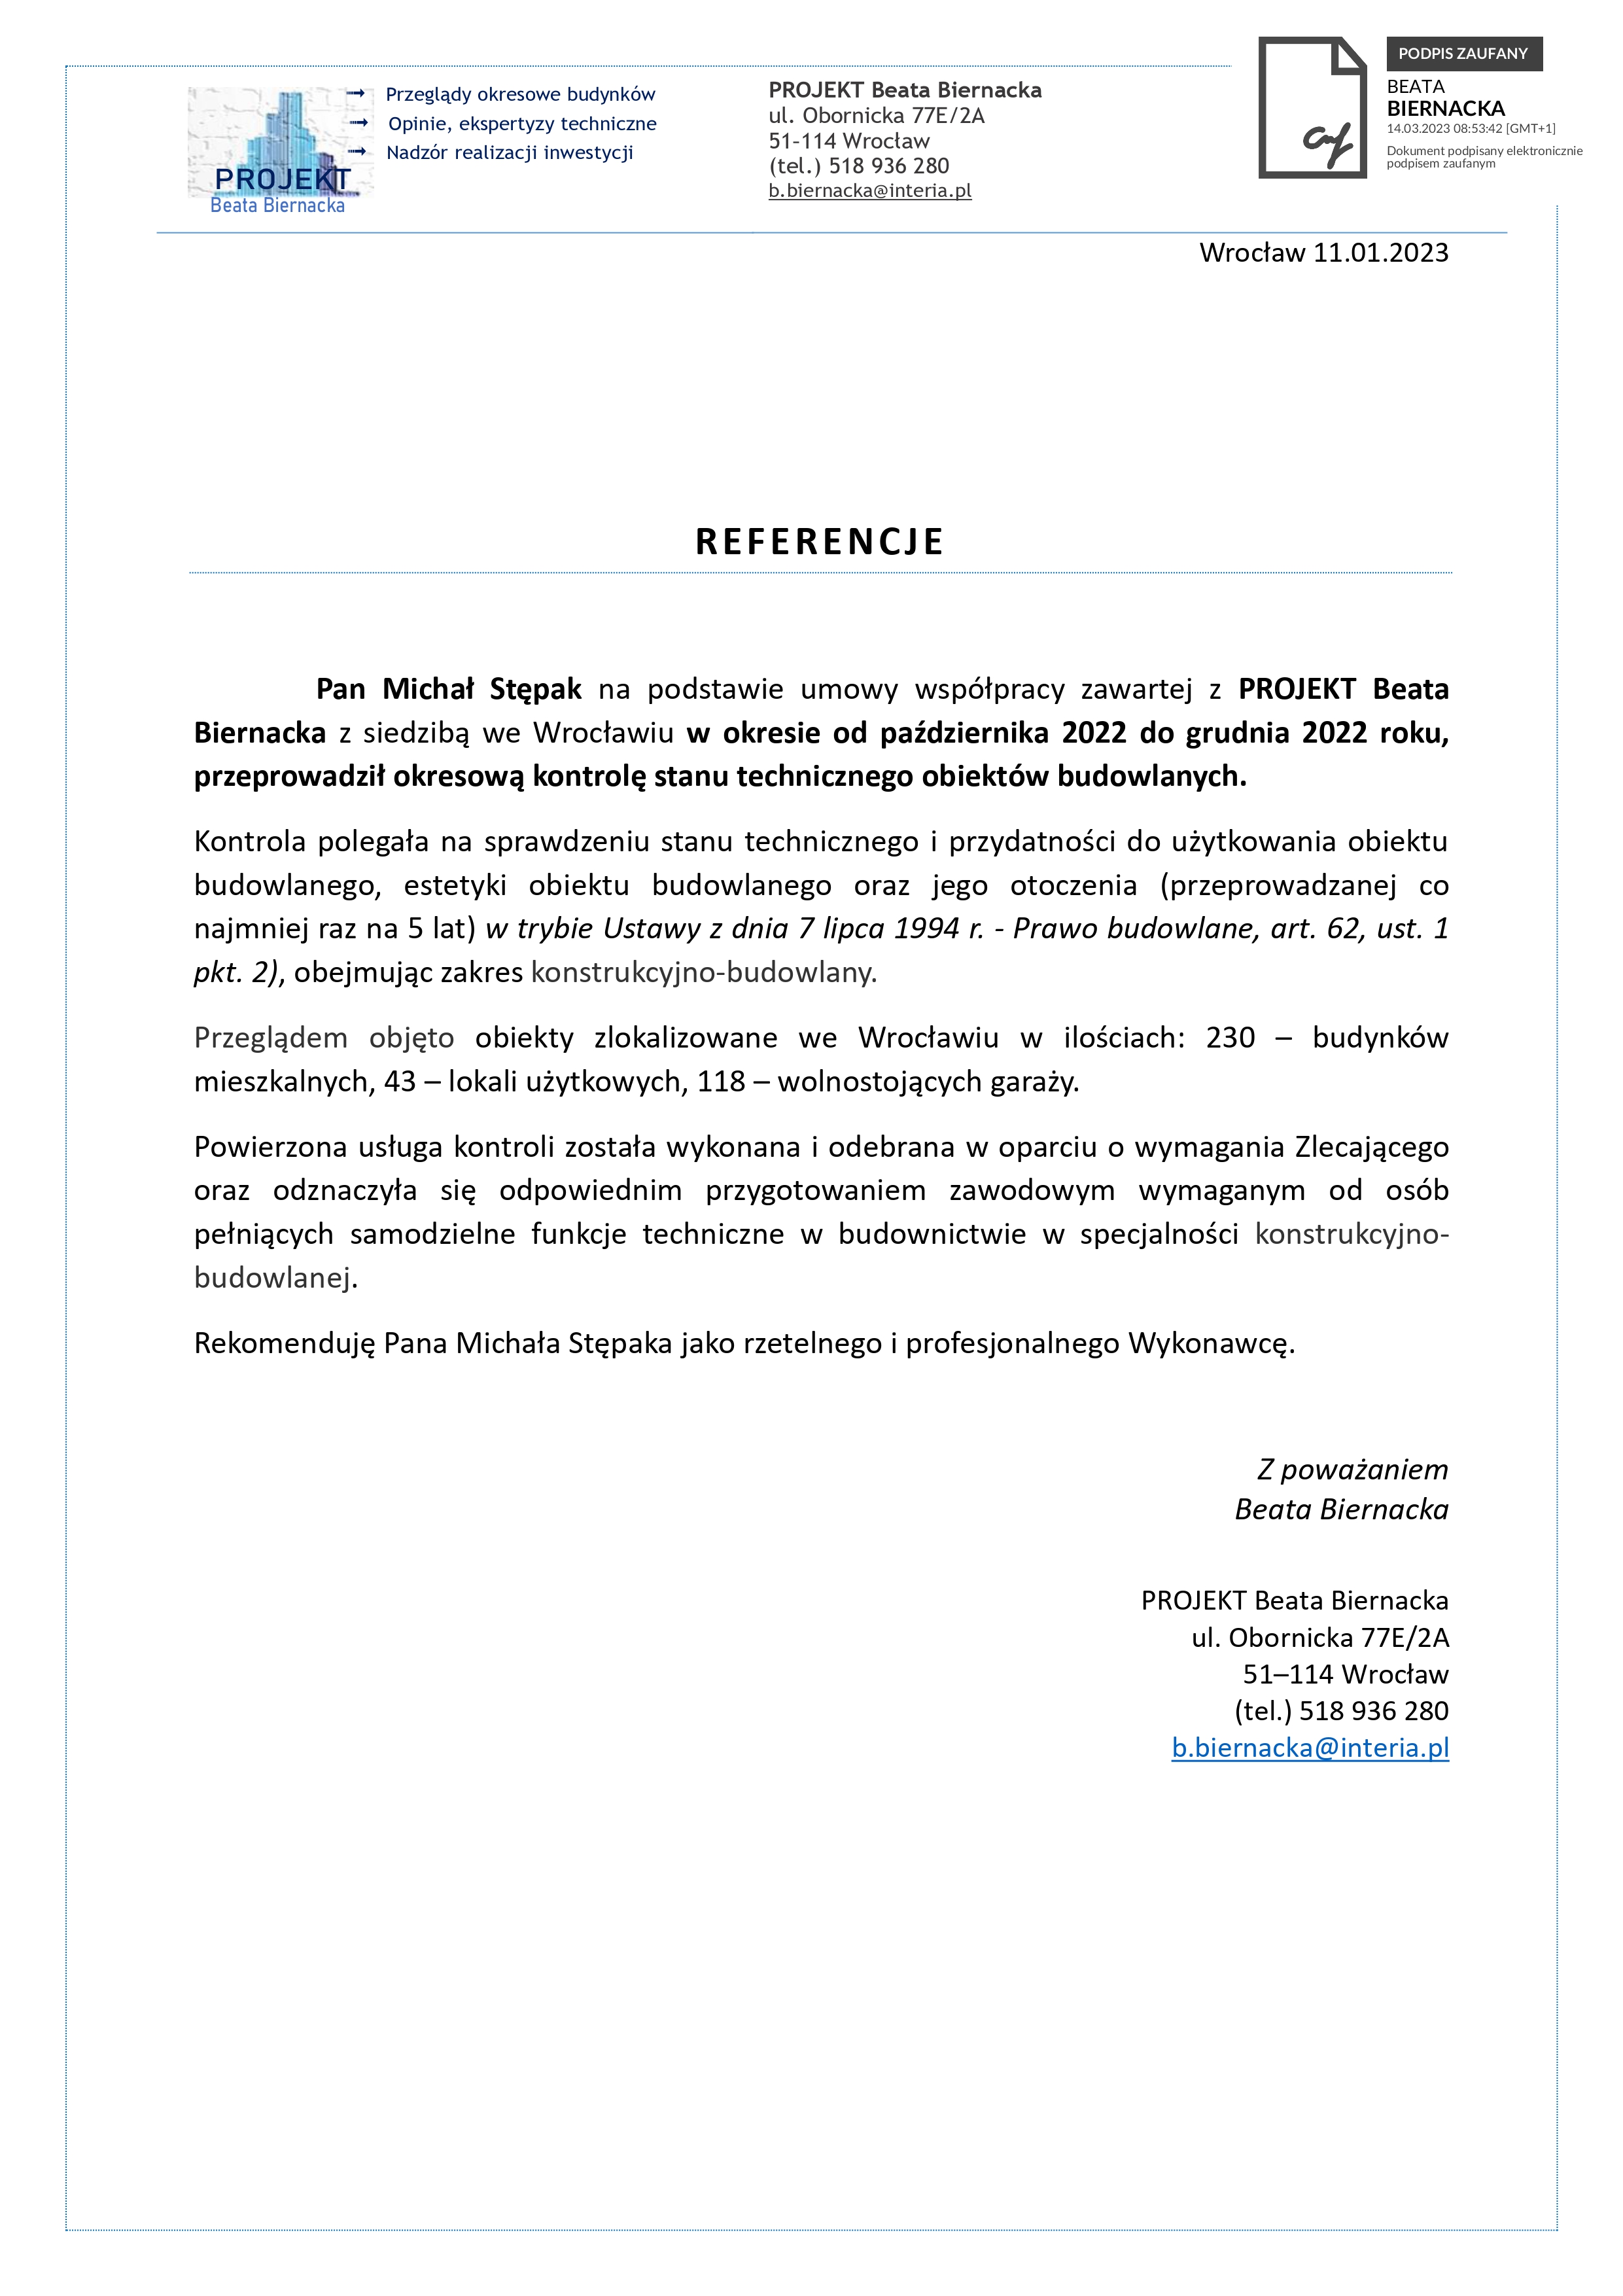 Przeglądy okresowe budynków
Opinie, ekspertyzy techniczne
Nadzór realizacji inwestycji
PROJEKT
Beata Biernacka
PROJEKT Beata Biernacka
ul. Obornicka 77E/2A
51-114 Wrocław
(tel.) 518 936 280
b.biernacka@interia.pl
PODPIS ZAUFANY
BEATA
BIERNACKA
14.03.2023 08:53:42 [GMT+1]
Dokument podpisany elektronicznie
podpisem zaufanym
Wrocław 11.01.2023
REFERENCJE
Pan Michał Stępak na podstawie umowy współpracy zawartej z PROJEKT Beata
Biernacka z siedzibą we Wrocławiu w okresie od października 2022 do grudnia 2022 roku,
przeprowadził okresową kontrolę stanu technicznego obiektów budowlanych.
Kontrola polegała na sprawdzeniu stanu technicznego i przydatności do użytkowania obiektu
budowlanego, estetyki obiektu budowlanego oraz jego otoczenia (przeprowadzanej co
najmniej raz na 5 lat) w trybie Ustawy z dnia 7 lipca 1994 r. - Prawo budowlane, art. 62, ust. 1
pkt. 2), obejmując zakres konstrukcyjno-budowlany.
Przeglądem objęto obiekty zlokalizowane we Wrocławiu w ilościach: 230 – budynków
mieszkalnych, 43 – lokali użytkowych, 118 – wolnostojących garaży.
Powierzona usługa kontroli została wykonana i odebrana w oparciu o wymagania Zlecającego
oraz odznaczyła się odpowiednim przygotowaniem zawodowym wymaganym od osób
pełniących samodzielne funkcje techniczne w budownictwie w specjalności konstrukcyjno-
budowlanej.
Rekomenduję Pana Michała Stępaka jako rzetelnego i profesjonalnego Wykonawcę.
Z poważaniem
Beata Biernacka
PROJEKT Beata Biernacka
ul. Obornicka 77E/2A
51–114 Wrocław
(tel.) 518 936 280
b.biernacka@interia.pl